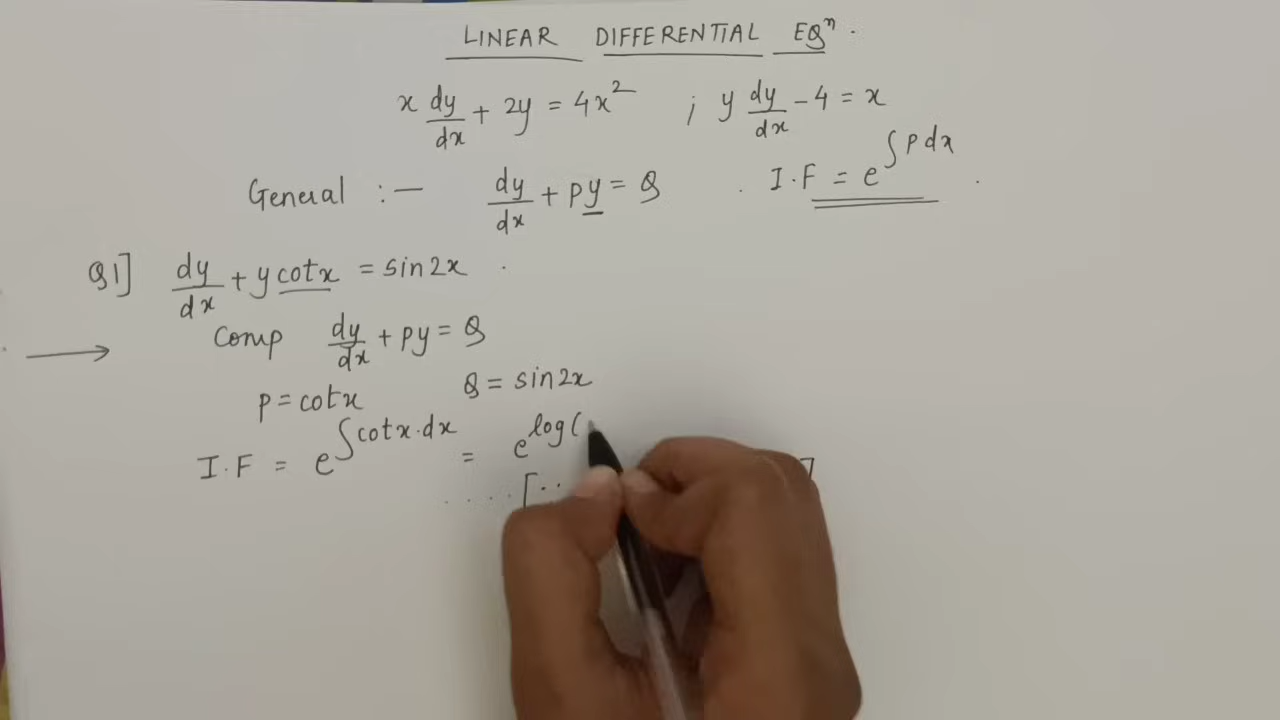 LINEAR DIFFERENTIAL EQⁿ.
x dy/dx + 2y = 4x² ; y dy/dx - 4 = x
General :— dy/dx + py = Q . I.F = e^∫p dx .
Q1] dy/dx + y cotx = sin2x .
Comp dy/dx + py = Q
p = cotx Q = sin2x
I.F = e^∫cotx.dx = e^log(
.... [ ∵ ]